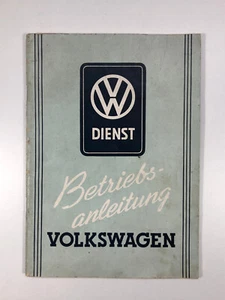 VW
DIENST
Betriebs-
anleitung
VOLKSWAGEN